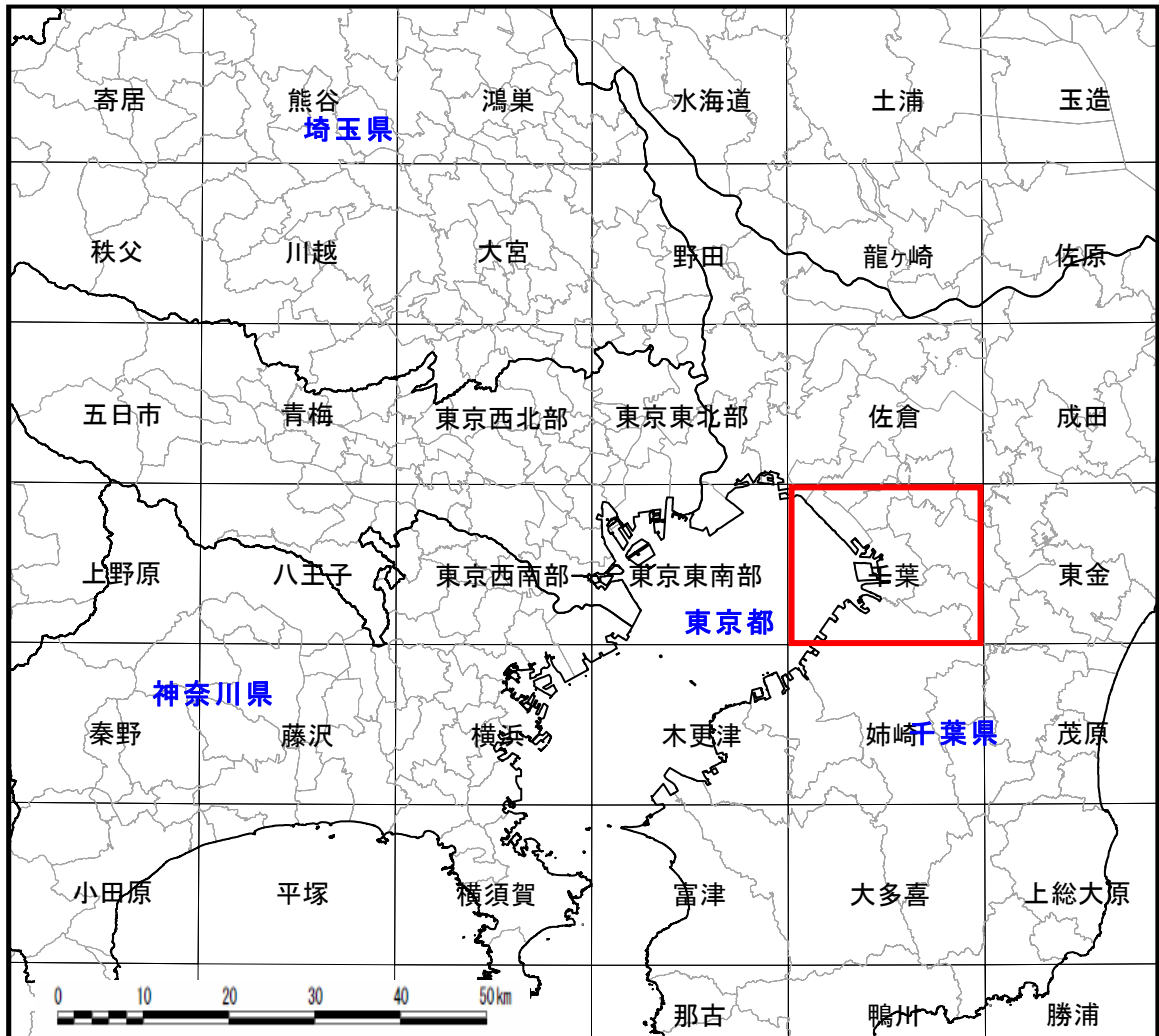 寄居
熊谷
鴻巣
水海道
土浦
玉造
埼玉県
秩父
川越
大宮
野田
龍ヶ崎
佐原
五日市
青梅
東京西北部
東京東北部
佐倉
成田
上野原
八王子
東京西南部
東京東南部
千葉
東金
東京都
神奈川県
秦野
藤沢
横浜
木更津
姉崎
千葉県
茂原
小田原
平塚
横須賀
富津
大多喜
上総大原
0 10 20 30 40 50km
那古
鴨川
勝浦